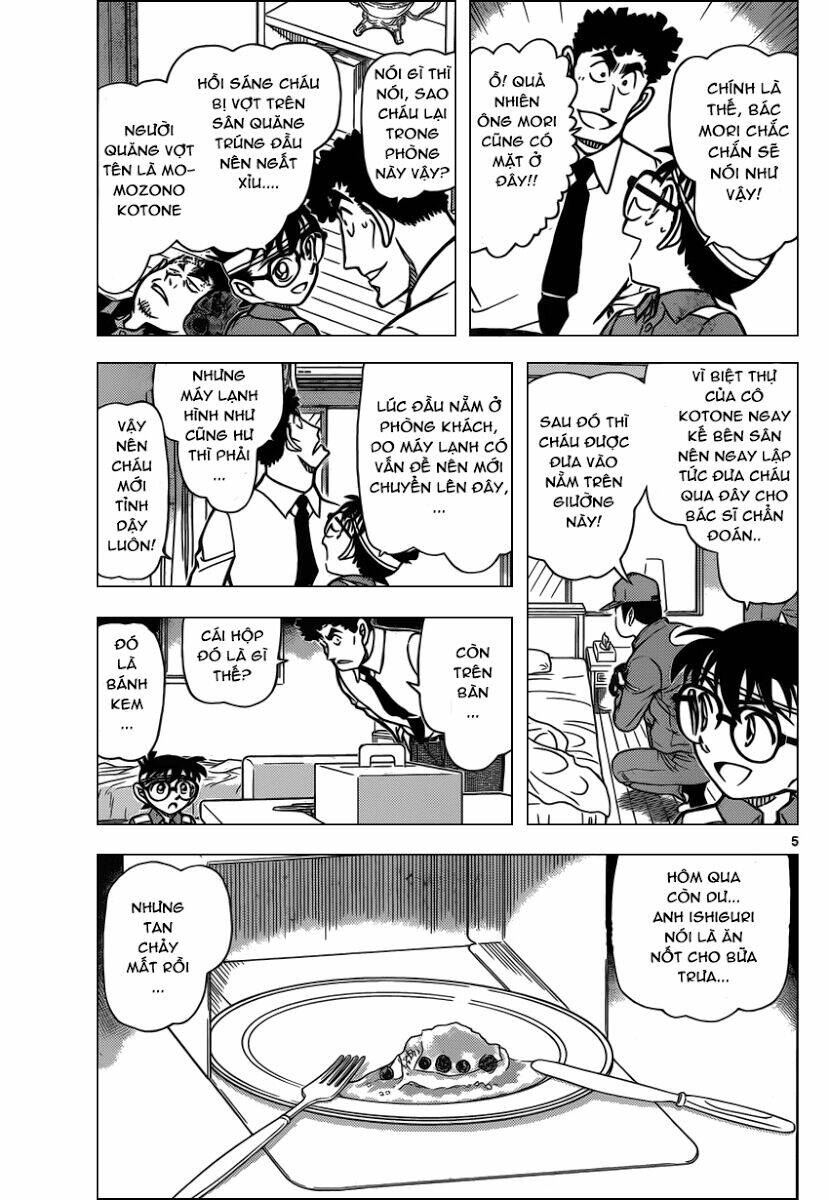 CHÍNH LÀ
THẾ, BÁC
MORI CHẮC
CHẮN SẼ
NÓI NHƯ
VẬY!
Ồ! QUẢ
NHIÊN
ÔNG MORI
CŨNG CÓ
MẶT Ở
ĐÂY!!
NÓI GÌ THÌ
NÓI, SAO
CHÁU LẠI
TRONG
PHÒNG
NÀY VẬY?
HỒI SÁNG CHÁU
BỊ VỢT TRÊN
SÂN QUĂNG
TRÚNG ĐẦU
NÊN NGẤT
XỈU....
NGƯỜI
QUĂNG VỢT
TÊN LÀ MO-
MOZONO
KOTONE
VÌ BIỆT THỰ
CỦA CÔ
KOTONE NGAY
KẾ BÊN SÂN
NÊN NGAY LẬP
TỨC ĐƯA CHÁU
QUA ĐÂY CHO
BÁC SĨ CHẨN
ĐOÁN..
SAU ĐÓ THÌ
CHÁU ĐƯỢC
ĐƯA VÀO
NẰM TRÊN
GIƯỜNG
NÀY!
LÚC ĐẦU NẰM Ở
PHÒNG KHÁCH,
DO MÁY LẠNH CÓ
VẤN ĐỀ NÊN MỚI
CHUYỂN LÊN ĐÂY,
...
NHƯNG
MÁY LẠNH
HÌNH NHƯ
CŨNG HƯ
THÌ PHẢI
...
VẬY
NÊN
CHÁU
MỚI
TỈNH
DẬY
LUÔN!
CÒN
TRÊN
BÀN
...
CÁI HỘP
ĐÓ LÀ GÌ
THẾ?
ĐÓ
LÀ
BÁNH
KEM
...
5
HÔM QUA
CÒN DƯ...
ANH ISHIGURI
NÓI LÀ ĂN
NỐT CHO BỮA
TRƯA...
NHƯNG
TAN
CHẢY
MẤT RỒI
...